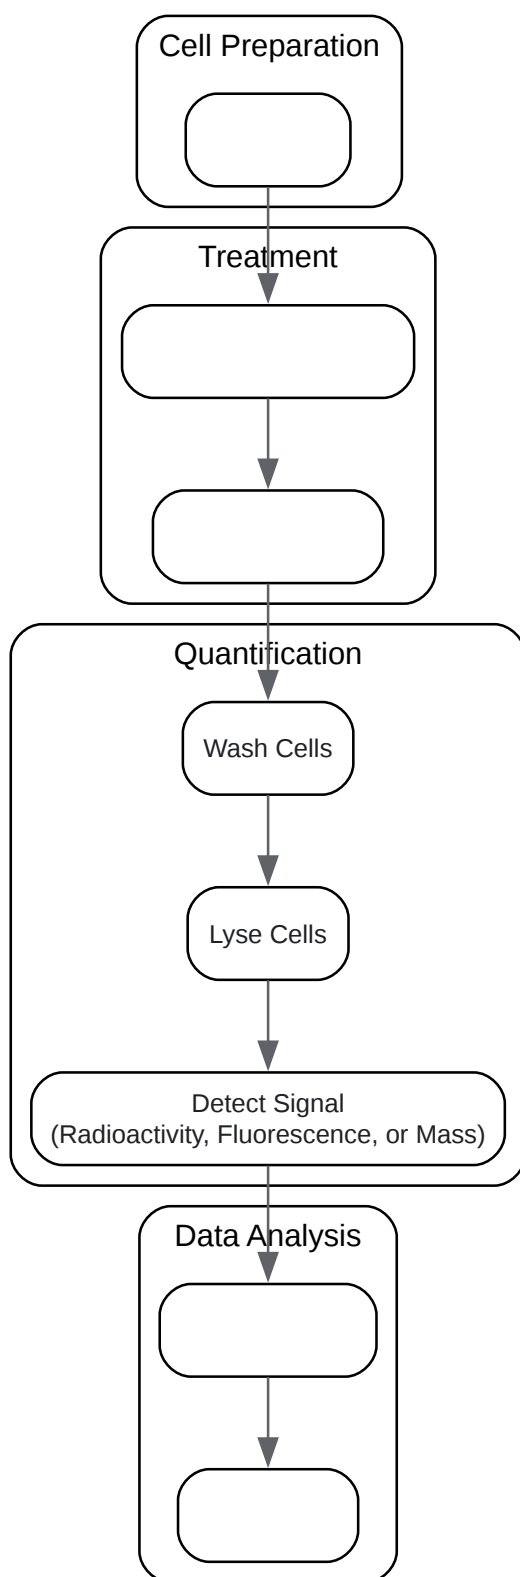 Cell Preparation
Treatment
Quantification
Wash Cells
Lyse Cells
Detect Signal
(Radioactivity, Fluorescence, or Mass)
Data Analysis